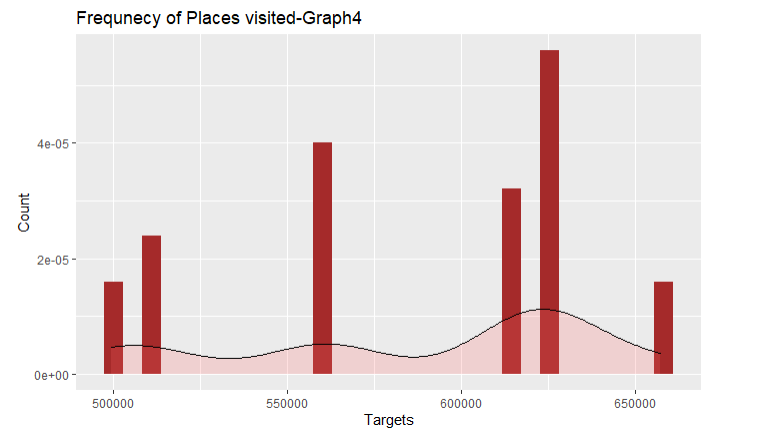 Frequnecy of Places visited-Graph4
Count
4e-05
2e-05
0e+00
500000 550000 600000 650000
Targets